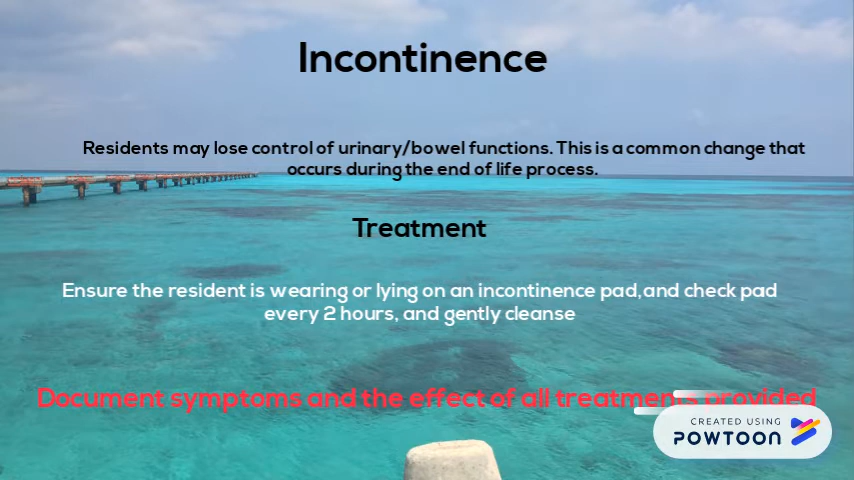 Incontinence
Residents may lose control of urinary/bowel functions. This is a common change that
occurs during the end of life process.
Treatment
Ensure the resident is wearing or lying on an incontinence pad,and check pad
every 2 hours, and gently cleanse
Document symptoms and the effect of all treatments provided
CREATED USING
POWTOON